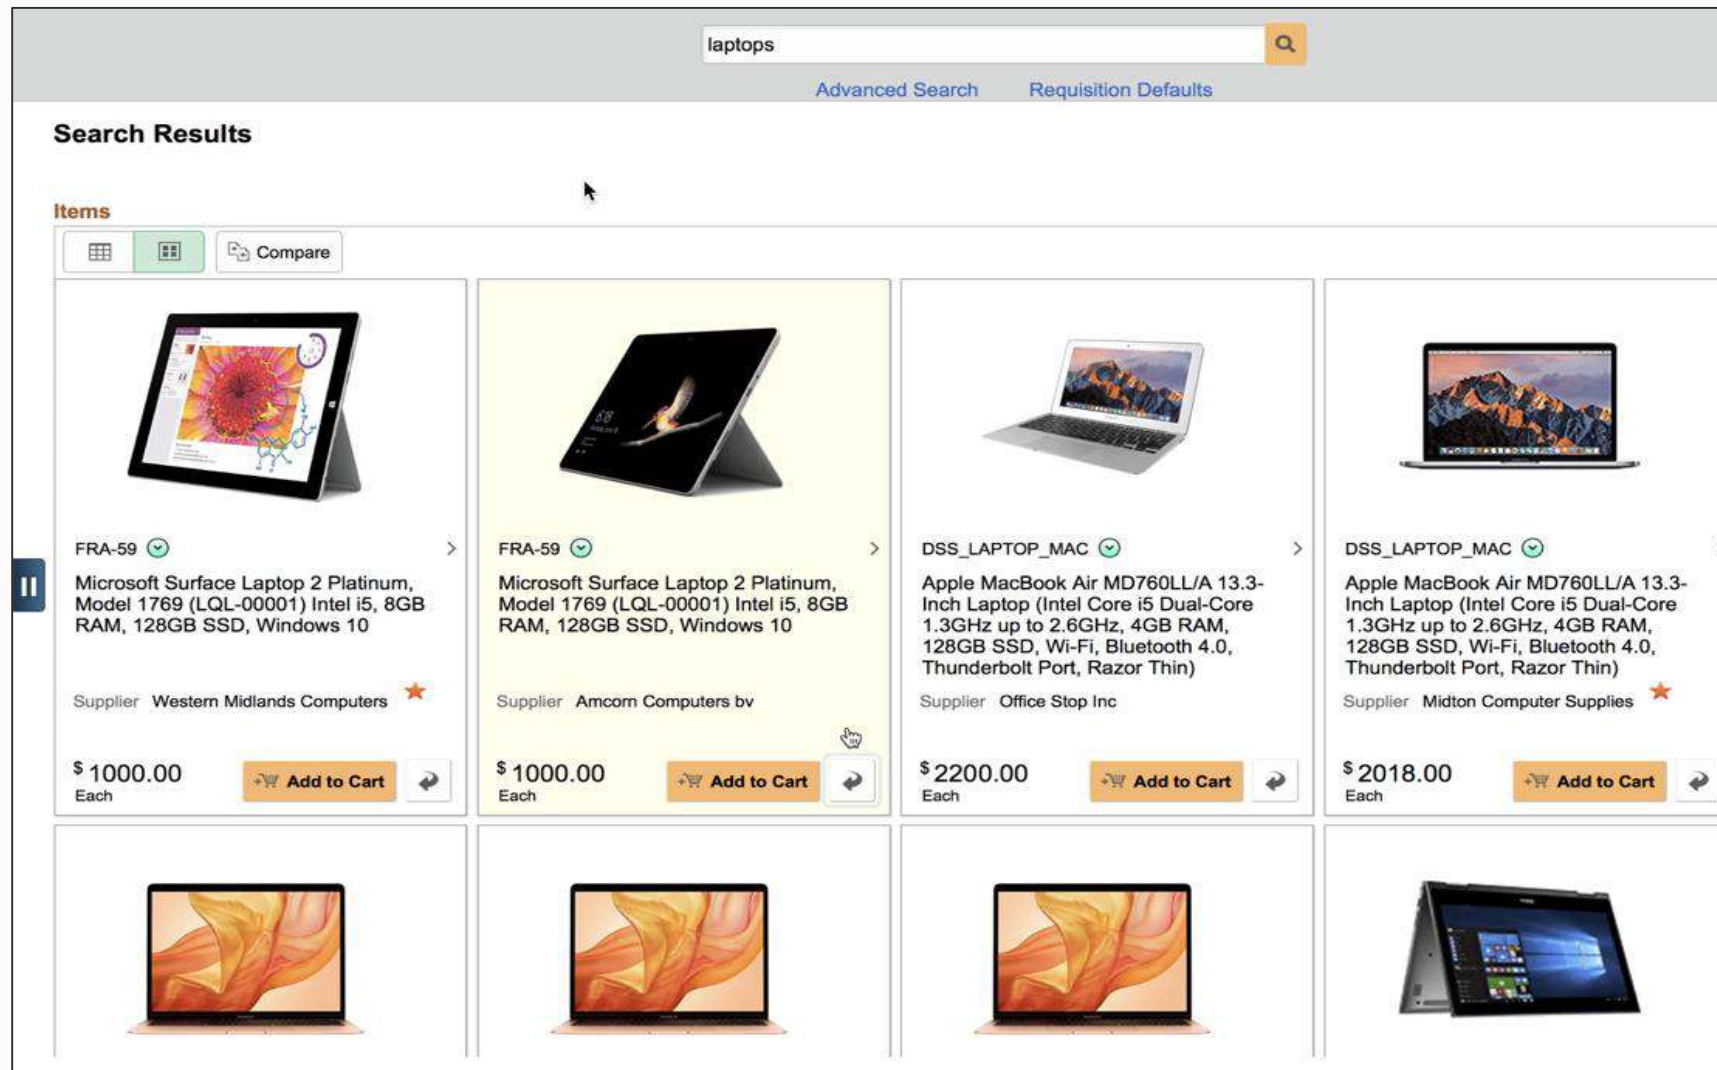 laptops
Advanced Search Requisition Defaults
Search Results
Items
Compare
FRA-59
Microsoft Surface Laptop 2 Platinum,
Model 1769 (LQL-00001) Intel i5, 8GB
RAM, 128GB SSD, Windows 10
Supplier Western Midlands Computers
$ 1000.00
Each
Add to Cart
FRA-59
Microsoft Surface Laptop 2 Platinum,
Model 1769 (LQL-00001) Intel i5, 8GB
RAM, 128GB SSD, Windows 10
Supplier Amcorn Computers bv
$ 1000.00
Each
Add to Cart
DSS_LAPTOP_MAC
Apple MacBook Air MD760LL/A 13.3-
Inch Laptop (Intel Core i5 Dual-Core
1.3GHz up to 2.6GHz, 4GB RAM,
128GB SSD, Wi-Fi, Bluetooth 4.0,
Thunderbolt Port, Razor Thin)
Supplier Office Stop Inc
$ 2200.00
Each
Add to Cart
DSS_LAPTOP_MAC
Apple MacBook Air MD760LL/A 13.3-
Inch Laptop (Intel Core i5 Dual-Core
1.3GHz up to 2.6GHz, 4GB RAM,
128GB SSD, Wi-Fi, Bluetooth 4.0,
Thunderbolt Port, Razor Thin)
Supplier Midton Computer Supplies
$ 2018.00
Each
Add to Cart